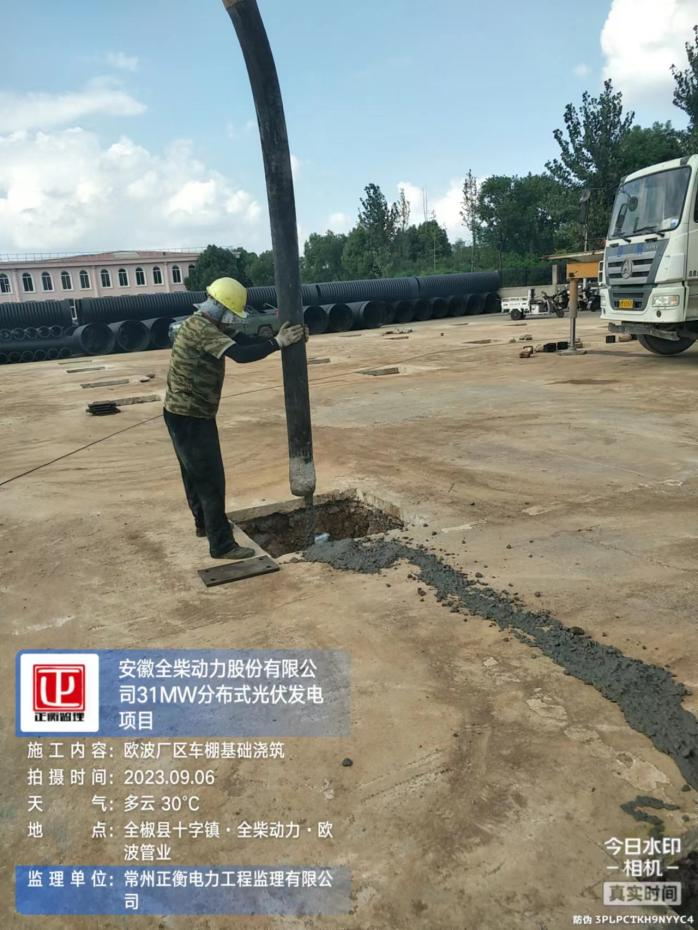 安徽全柴动力股份有限公
司31MW分布式光伏发电
项目
正衡监理
施工内容：欧波厂区车棚基础浇筑
拍摄时间：2023.09.06
天气：多云 30℃
地点：全椒县十字镇·全柴动力·欧
波管业
监理单位：常州正衡电力工程监理有限公
司
今日水印
相机
真实时间
防伪 3PLPCTKH9NYYC4